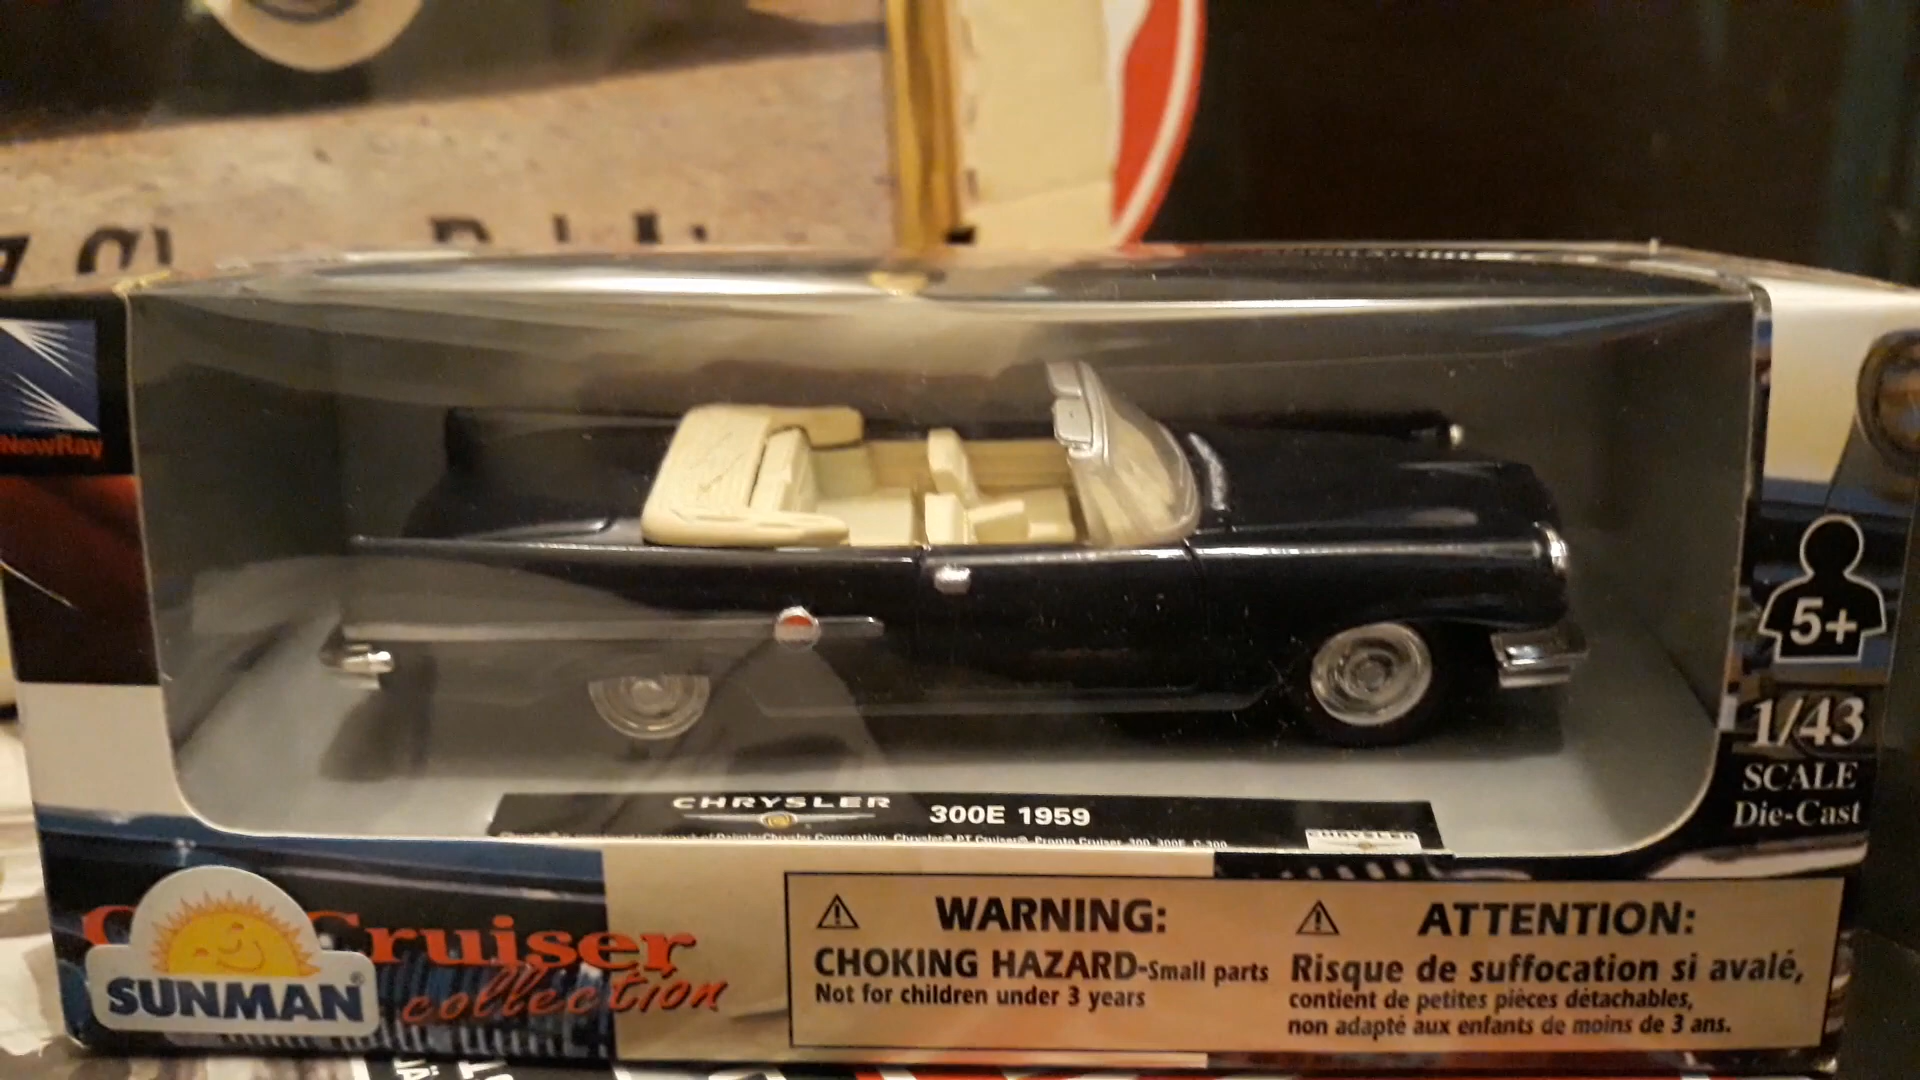 NewRay
5+
1/43
SCALE
Die-Cast
CHRYSLER
300E 1959
CHRYSLER
Cruiser
collection
SUNMAN®
WARNING:
CHOKING HAZARD-Small parts
Not for children under 3 years
ATTENTION:
Risque de suffocation si avalé,
contient de petites pièces détachables,
non adapté aux enfants de moins de 3 ans.